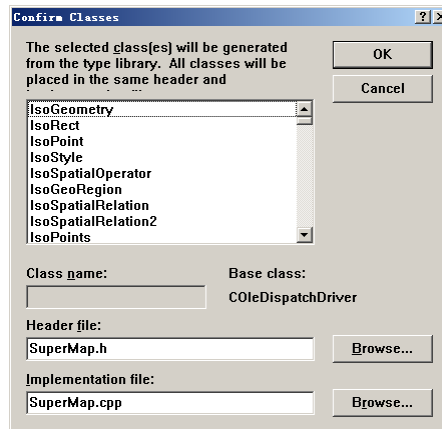 Confirm Classes
The selected class(es) will be generated
from the type library. All classes will be
placed in the same header and
OK
Cancel
IsoGeometry
IsoRect
IsoPoint
IsoStyle
IsoSpatialOperator
IsoGeoRegion
IsoSpatialRelation
IsoSpatialRelation2
IsoPoints
Class name:
Base class:
COleDispatchDriver
Header file:
SuperMap.h
Browse...
Implementation file:
SuperMap.cpp
Browse...